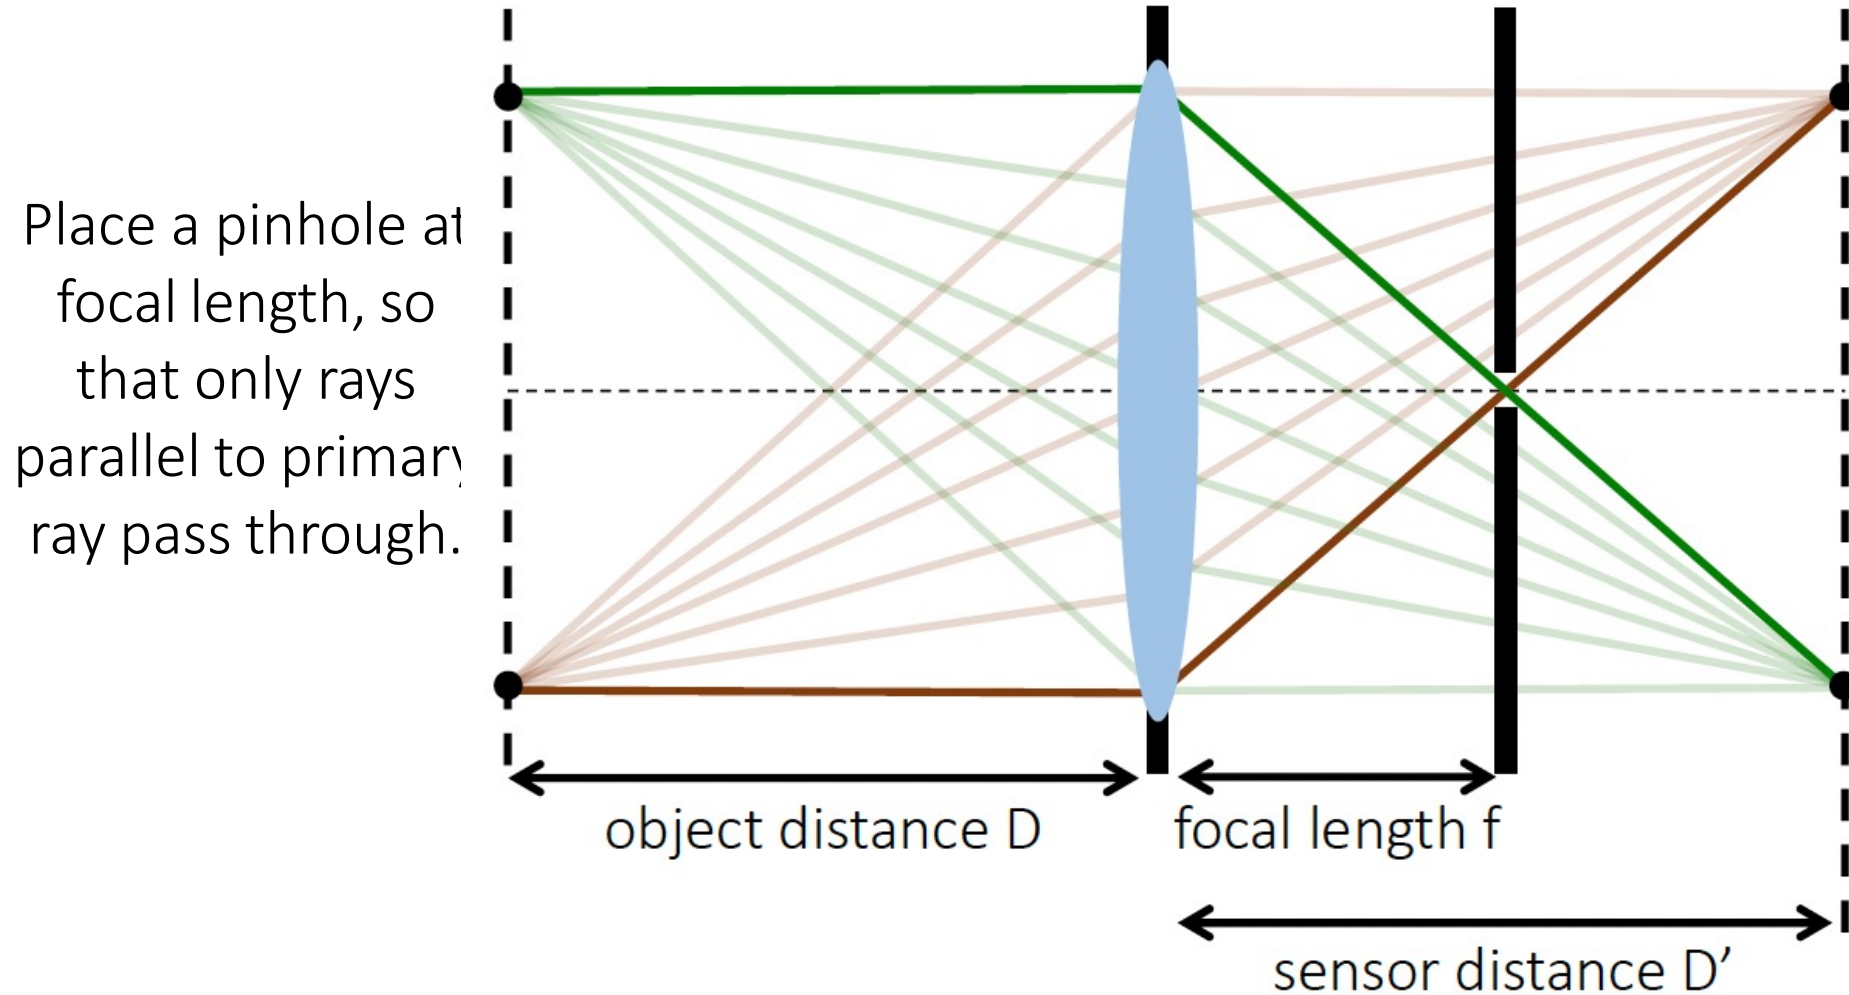 Place a pinhole at
focal length, so
that only rays
parallel to primary
ray pass through.
object distance D
focal length f
sensor distance D’